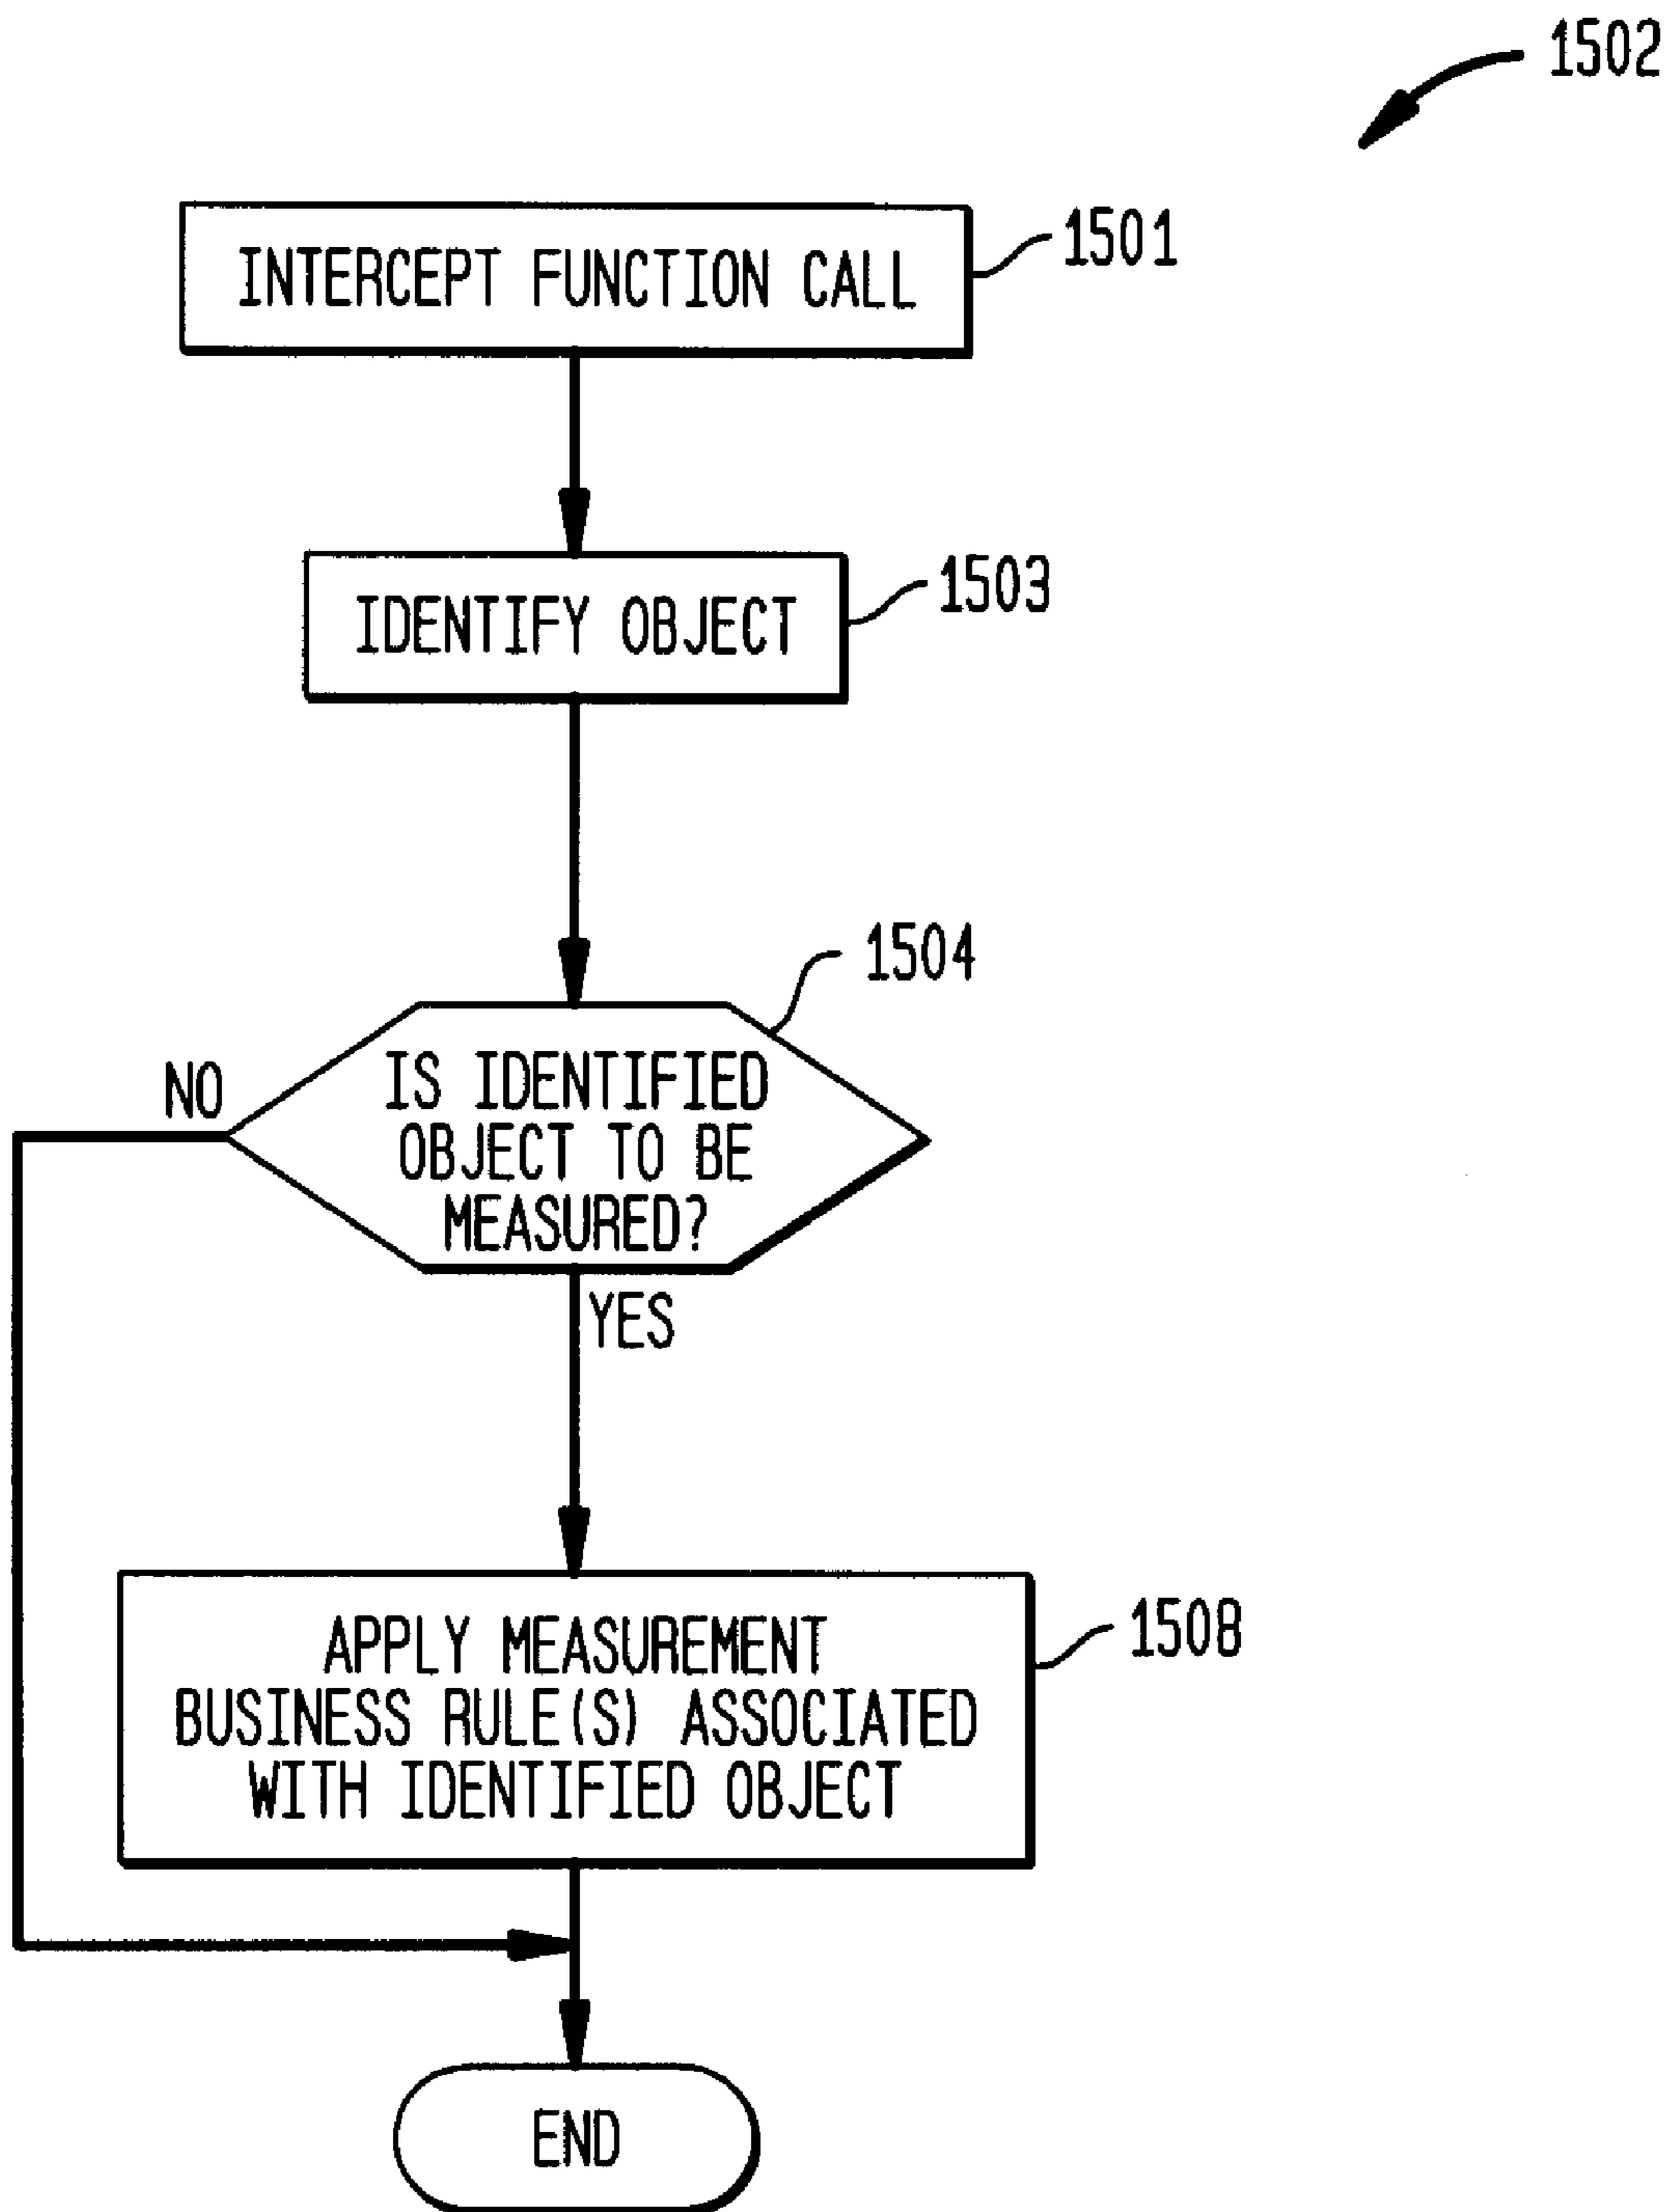 1502
INTERCEPT FUNCTION CALL
1501
IDENTIFY OBJECT
1503
1504
NO
IS IDENTIFIED
OBJECT TO BE
MEASURED?
YES
APPLY MEASUREMENT
BUSINESS RULE(S) ASSOCIATED
WITH IDENTIFIED OBJECT
1508
END